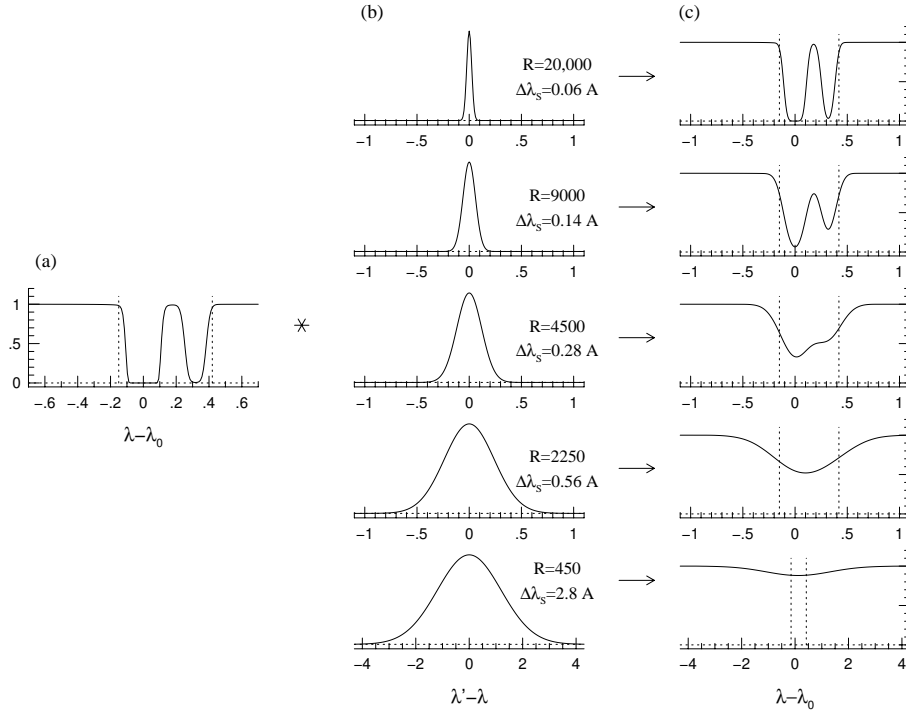 (b)
(c)
R=20,000
Δλs=0.06 A
−1 −.5 0 .5 1
−1 −.5 0 .5 1
R=9000
Δλs=0.14 A
−1 −.5 0 .5 1
−1 −.5 0 .5 1
(a)
1
.5
0
−.6 −.4 −.2 0 .2 .4 .6
λ−λ0
*
R=4500
Δλs=0.28 A
−1 −.5 0 .5 1
−1 −.5 0 .5 1
R=2250
Δλs=0.56 A
−1 −.5 0 .5 1
−1 −.5 0 .5 1
R=450
Δλs=2.8 A
−4 −2 0 2 4
−4 −2 0 2 4
λ'−λ
λ−λ0